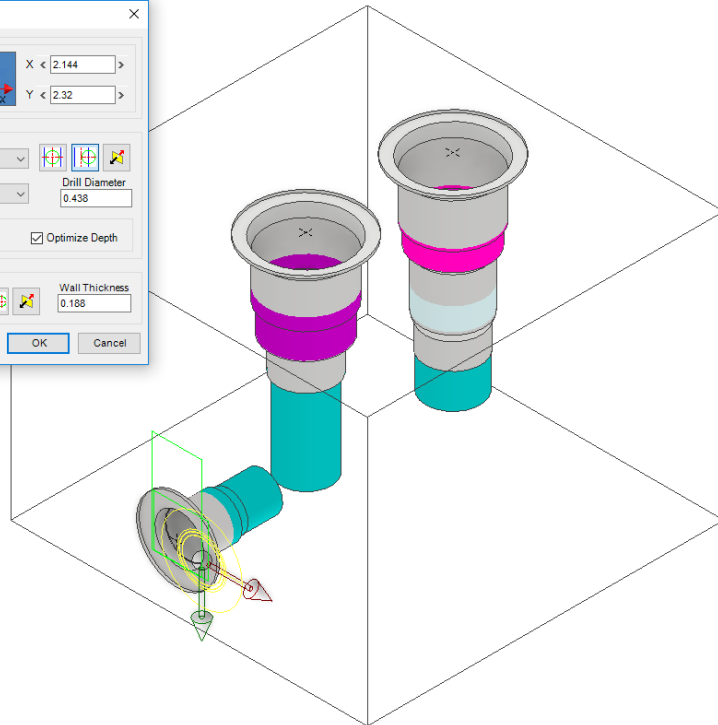 X < 2.144 >
X
Y < 2.32 >
Drill Diameter
0.438
Optimize Depth
Wall Thickness
0.188
OK
Cancel